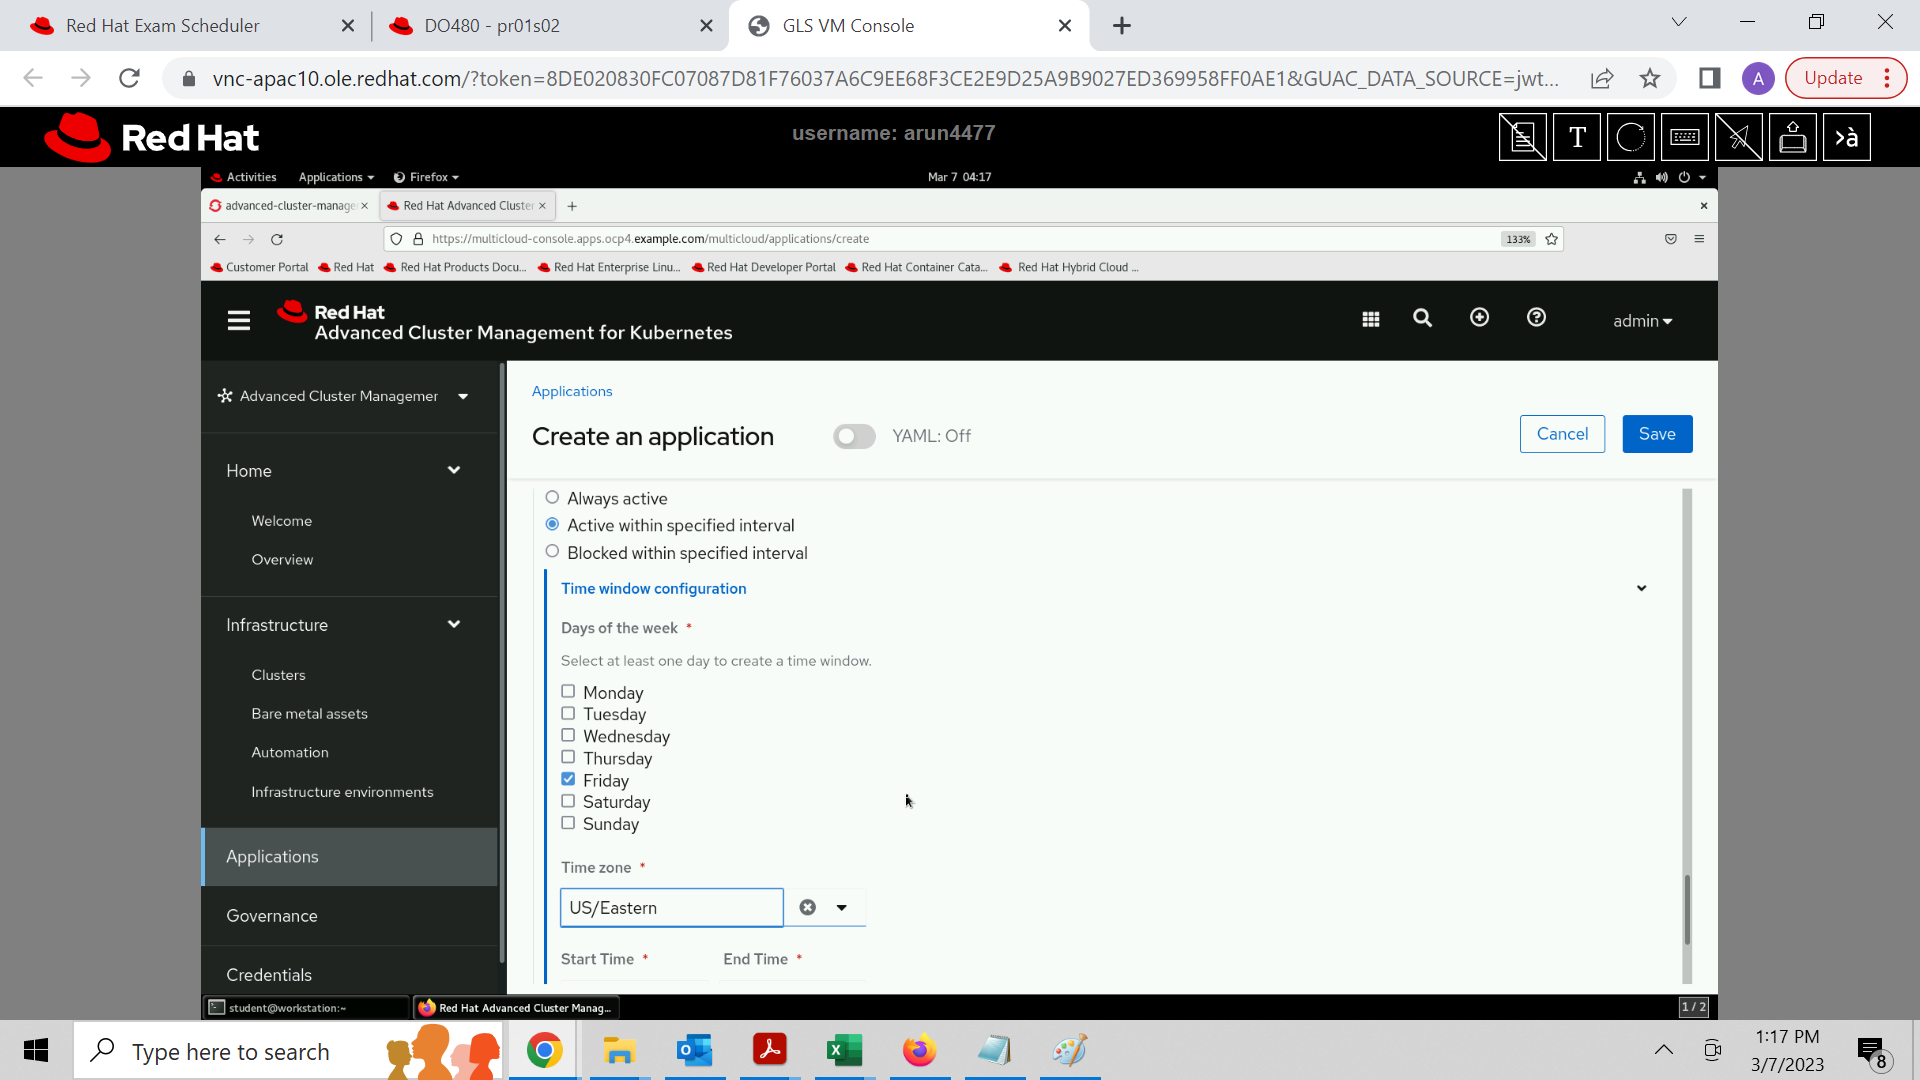 Red Hat Exam Scheduler
DO480 - pr01s02
GLS VM Console
vnc-apac10.ole.redhat.com/?token=8DE020830FC07087D81F76037A6C9EE68F3CE2E9D25A9B9027ED369958FF0AE1&GUAC_DATA_SOURCE=jwt...
A
Update
Red Hat
username: arun4477
T
>à
Activities
Applications
Firefox
Mar 7 04:17
advanced-cluster-manage
Red Hat Advanced Cluster
https://multicloud-console.apps.ocp4.example.com/multicloud/applications/create
133%
Customer Portal
Red Hat
Red Hat Products Docu...
Red Hat Enterprise Linu...
Red Hat Developer Portal
Red Hat Container Cata...
Red Hat Hybrid Cloud ...
Red Hat
Advanced Cluster Management for Kubernetes
admin
Advanced Cluster Managemer
Home
Welcome
Overview
Infrastructure
Clusters
Bare metal assets
Automation
Infrastructure environments
Applications
Governance
Credentials
Applications
Create an application
YAML: Off
Cancel
Save
Always active
Active within specified interval
Blocked within specified interval
Time window configuration
Days of the week *
Select at least one day to create a time window.
Monday
Tuesday
Wednesday
Thursday
Friday
Saturday
Sunday
Time zone *
US/Eastern
Start Time *
End Time *
student@workstation:~
Red Hat Advanced Cluster Manag...
1 / 2
Type here to search
1:17 PM
3/7/2023
8